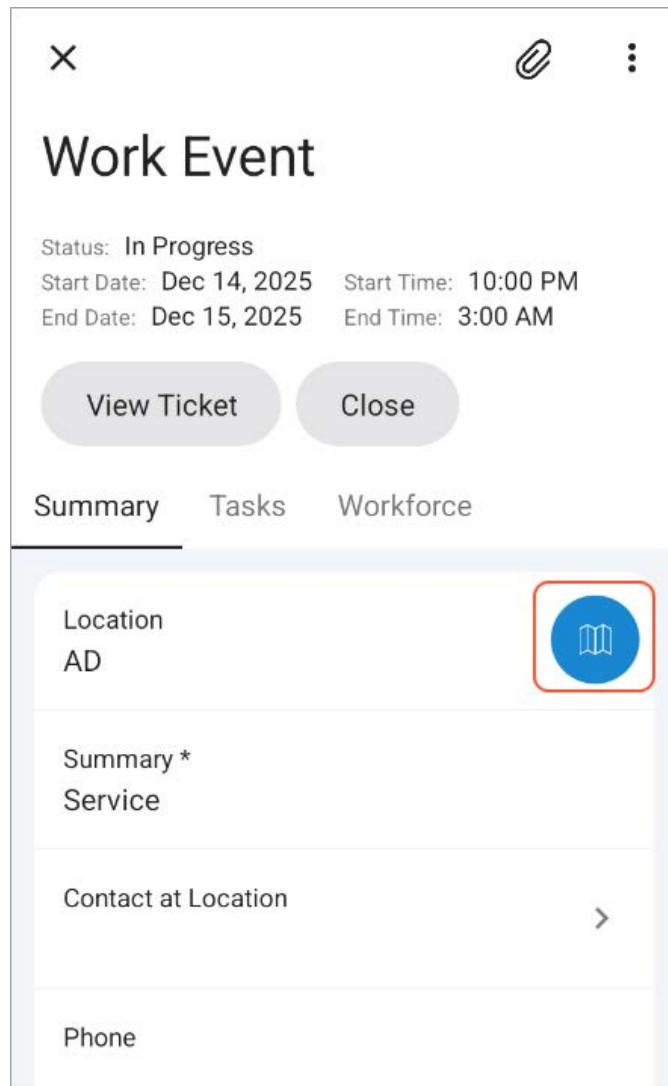 Work Event
Status: In Progress
Start Date: Dec 14, 2025 Start Time: 10:00 PM
End Date: Dec 15, 2025 End Time: 3:00 AM
View Ticket Close
Summary Tasks Workforce
Location
AD
Summary *
Service
Contact at Location
Phone